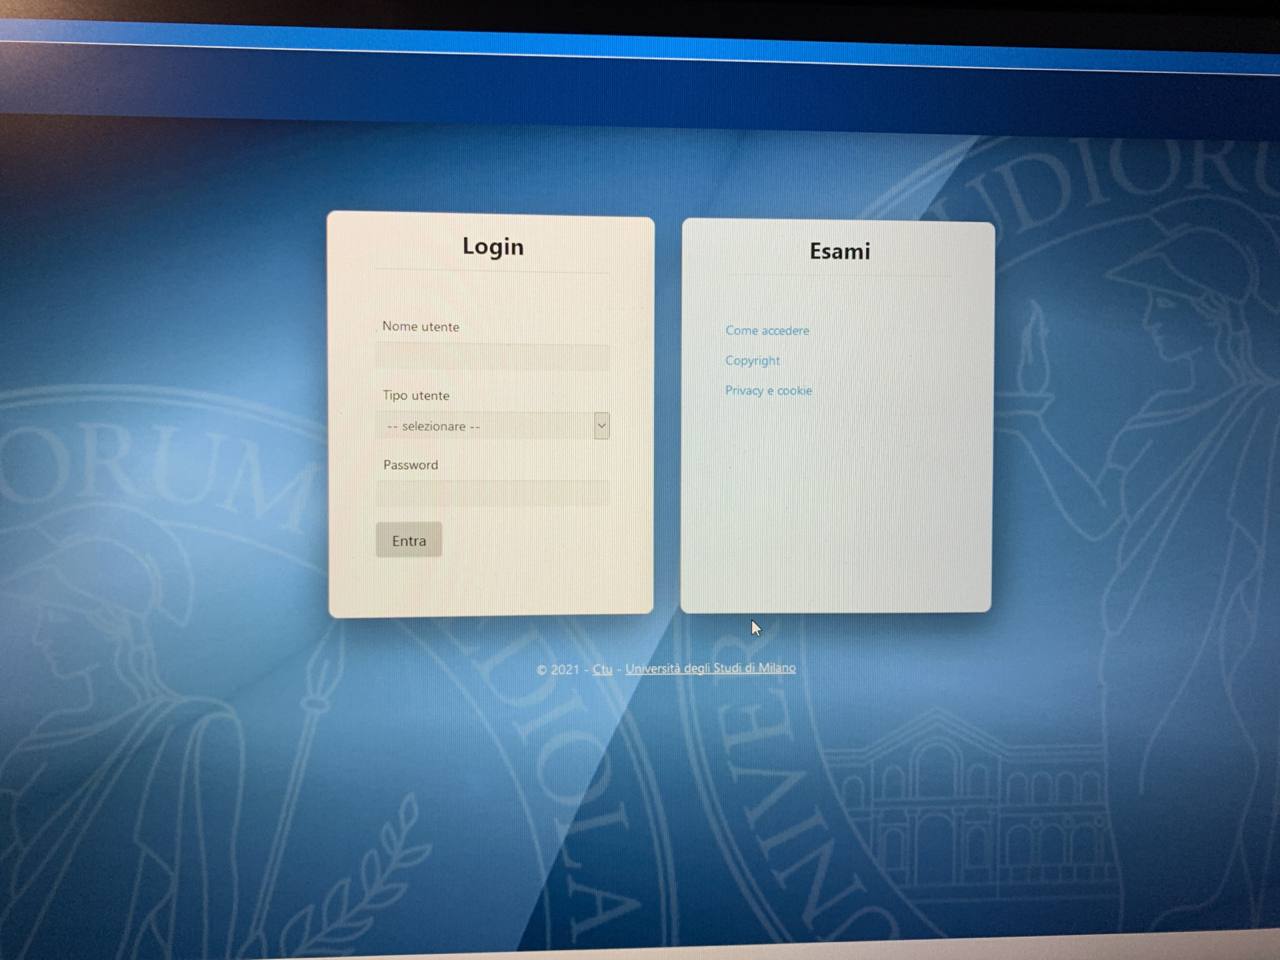 Login
Nome utente
Tipo utente
-- selezionare --
Password
Entra
Esami
Come accedere
Copyright
Privacy e cookie
© 2021 - Ctu - Università degli Studi di Milano
UDIORU
ORUM
UNIVER
DIOLA